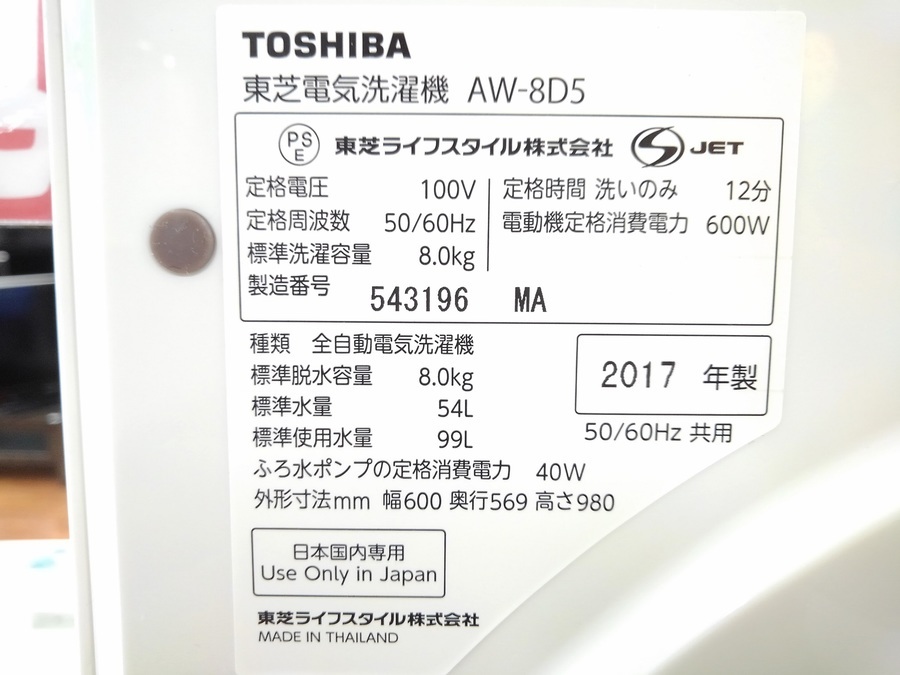 TOSHIBA
東芝電気洗濯機 AW-8D5
PSE 東芝ライフスタイル株式会社 S JET
定格電圧 100V 定格時間 洗いのみ 12分
定格周波数 50/60Hz 電動機定格消費電力 600W
標準洗濯容量 8.0kg
製造番号 543196 MA
種類 全自動電気洗濯機
標準脱水容量 8.0kg
2017 年製
標準水量 54L
標準使用水量 99L
50/60Hz 共用
ふろ水ポンプの定格消費電力 40W
外形寸法mm 幅600 奥行569 高さ980
日本国内専用
Use Only in Japan
東芝ライフスタイル株式会社
MADE IN THAILAND